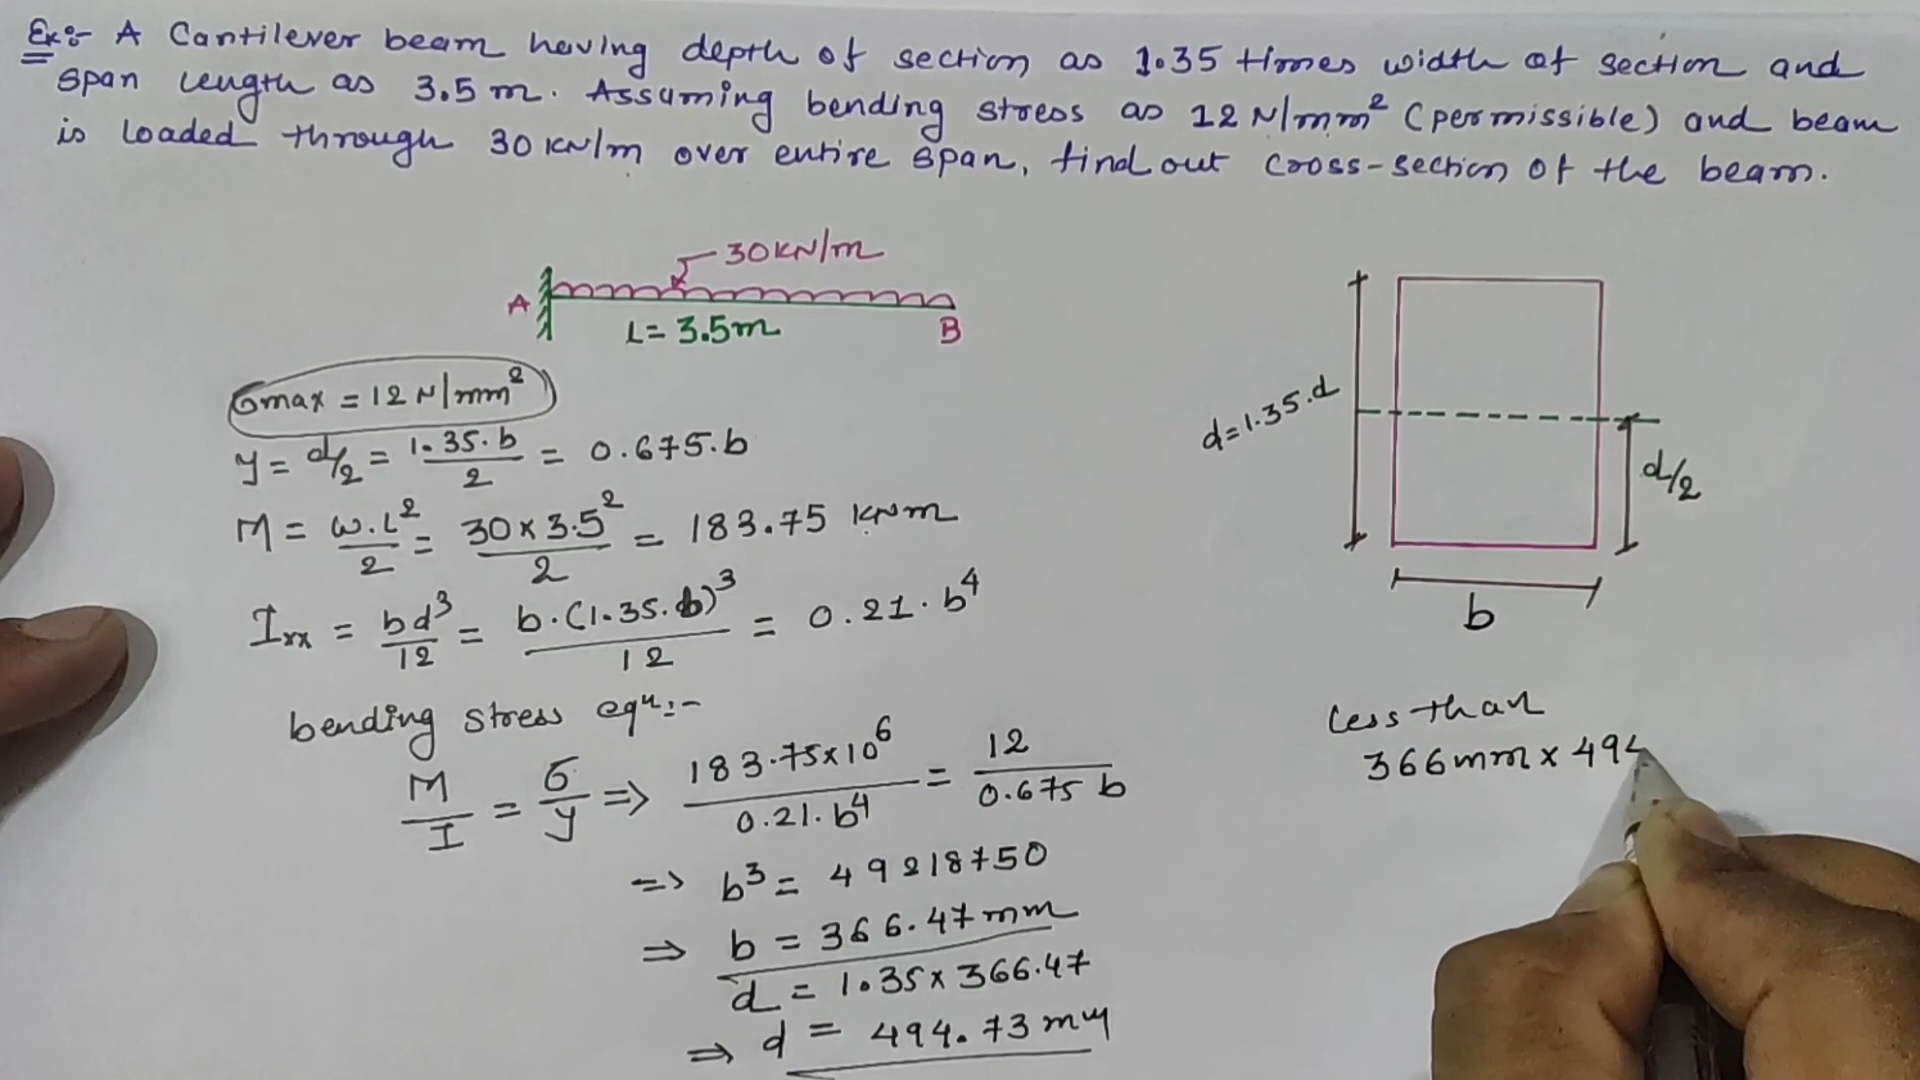 Ex:- A Cantilever beam having depth of section as 1.35 times width of section and
span length as 3.5 m. Assuming bending stress as 12 N/mm² (permissible) and beam
is loaded through 30 kN/m over entire span, find out cross-section of the beam.
30 KN/m
A
L = 3.5m
B
σmax = 12 N/mm²
y = d/2 = 1.35.b/2 = 0.675.b
M = ω.L²/2 = 30 × 3.5²/2 = 183.75 kNm
Ixx = bd³/12 = b.(1.35.b)³/12 = 0.21.b⁴
bending stress eqⁿ:-
M/I = σ/y => 183.75×10⁶/0.21.b⁴ = 12/0.675 b
=> b³ = 49218750
=> b = 366.47 mm
d = 1.35 × 366.47
=> d = 494.73 mm
d = 1.35.d
d/2
b
Less than
366mm × 494